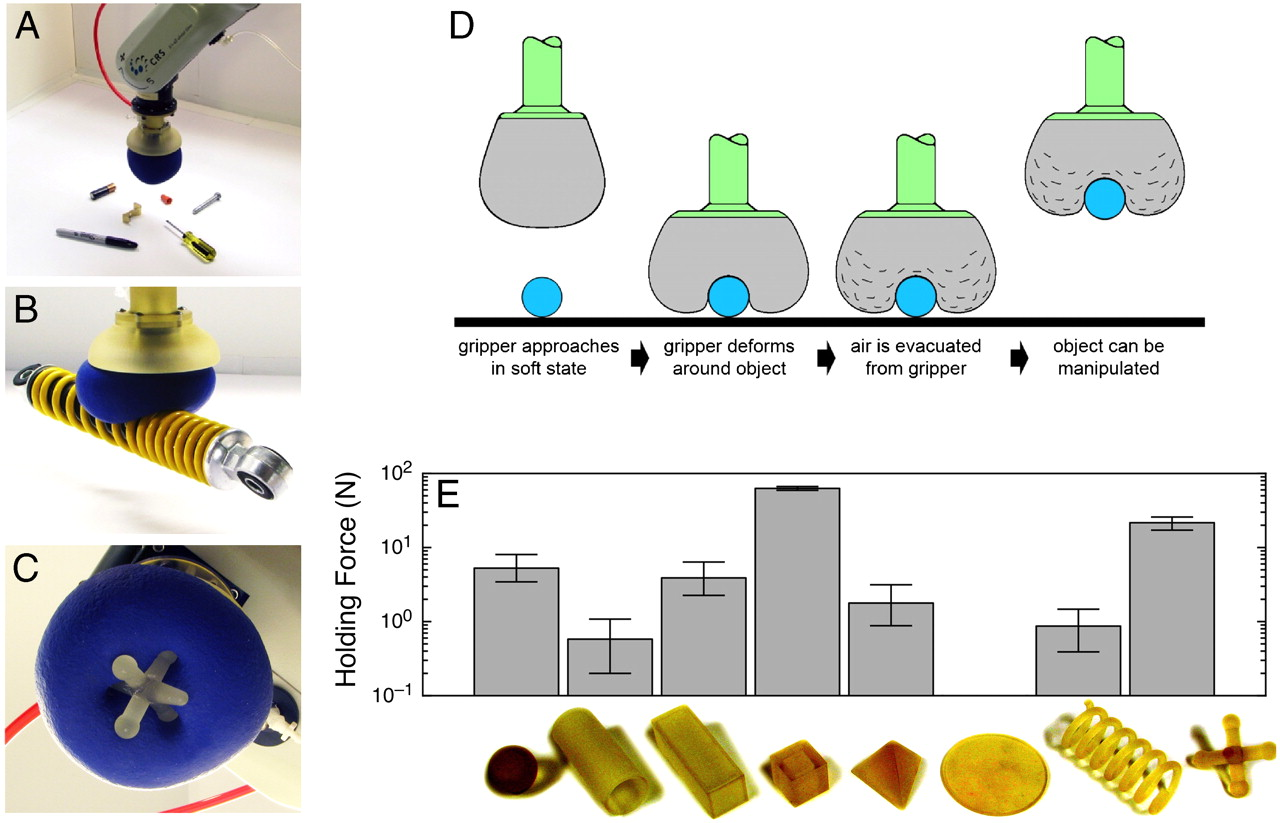 A
CRS
B
C
D
gripper approaches
in soft state
gripper deforms
around object
air is evacuated
from gripper
object can be
manipulated
E
Holding Force (N)
10²
10¹
10⁰
10⁻¹